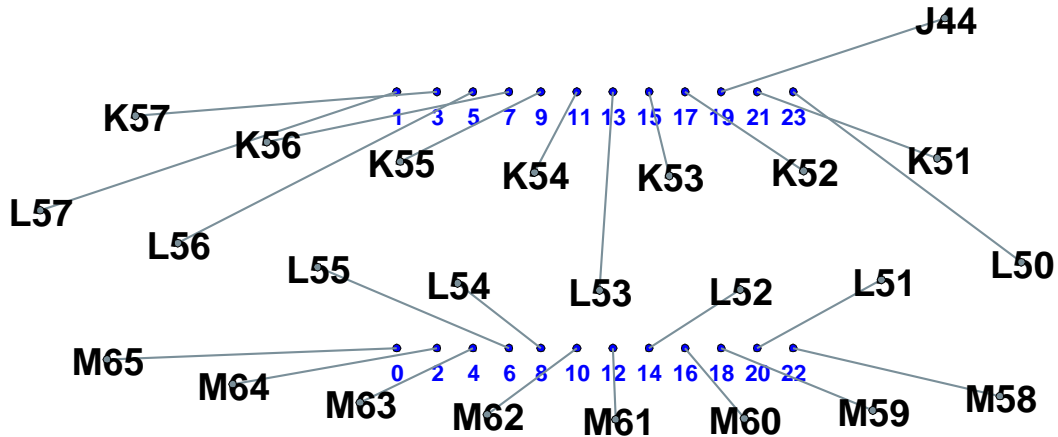 J44
1 3 5 7 9 11 13 15 17 19 21 23
K57 K56 K55 K54 K53 K52 K51
L57 L56 L55 L54 L53 L52 L51 L50
0 2 4 6 8 10 12 14 16 18 20 22
M65 M64 M63 M62 M61 M60 M59 M58